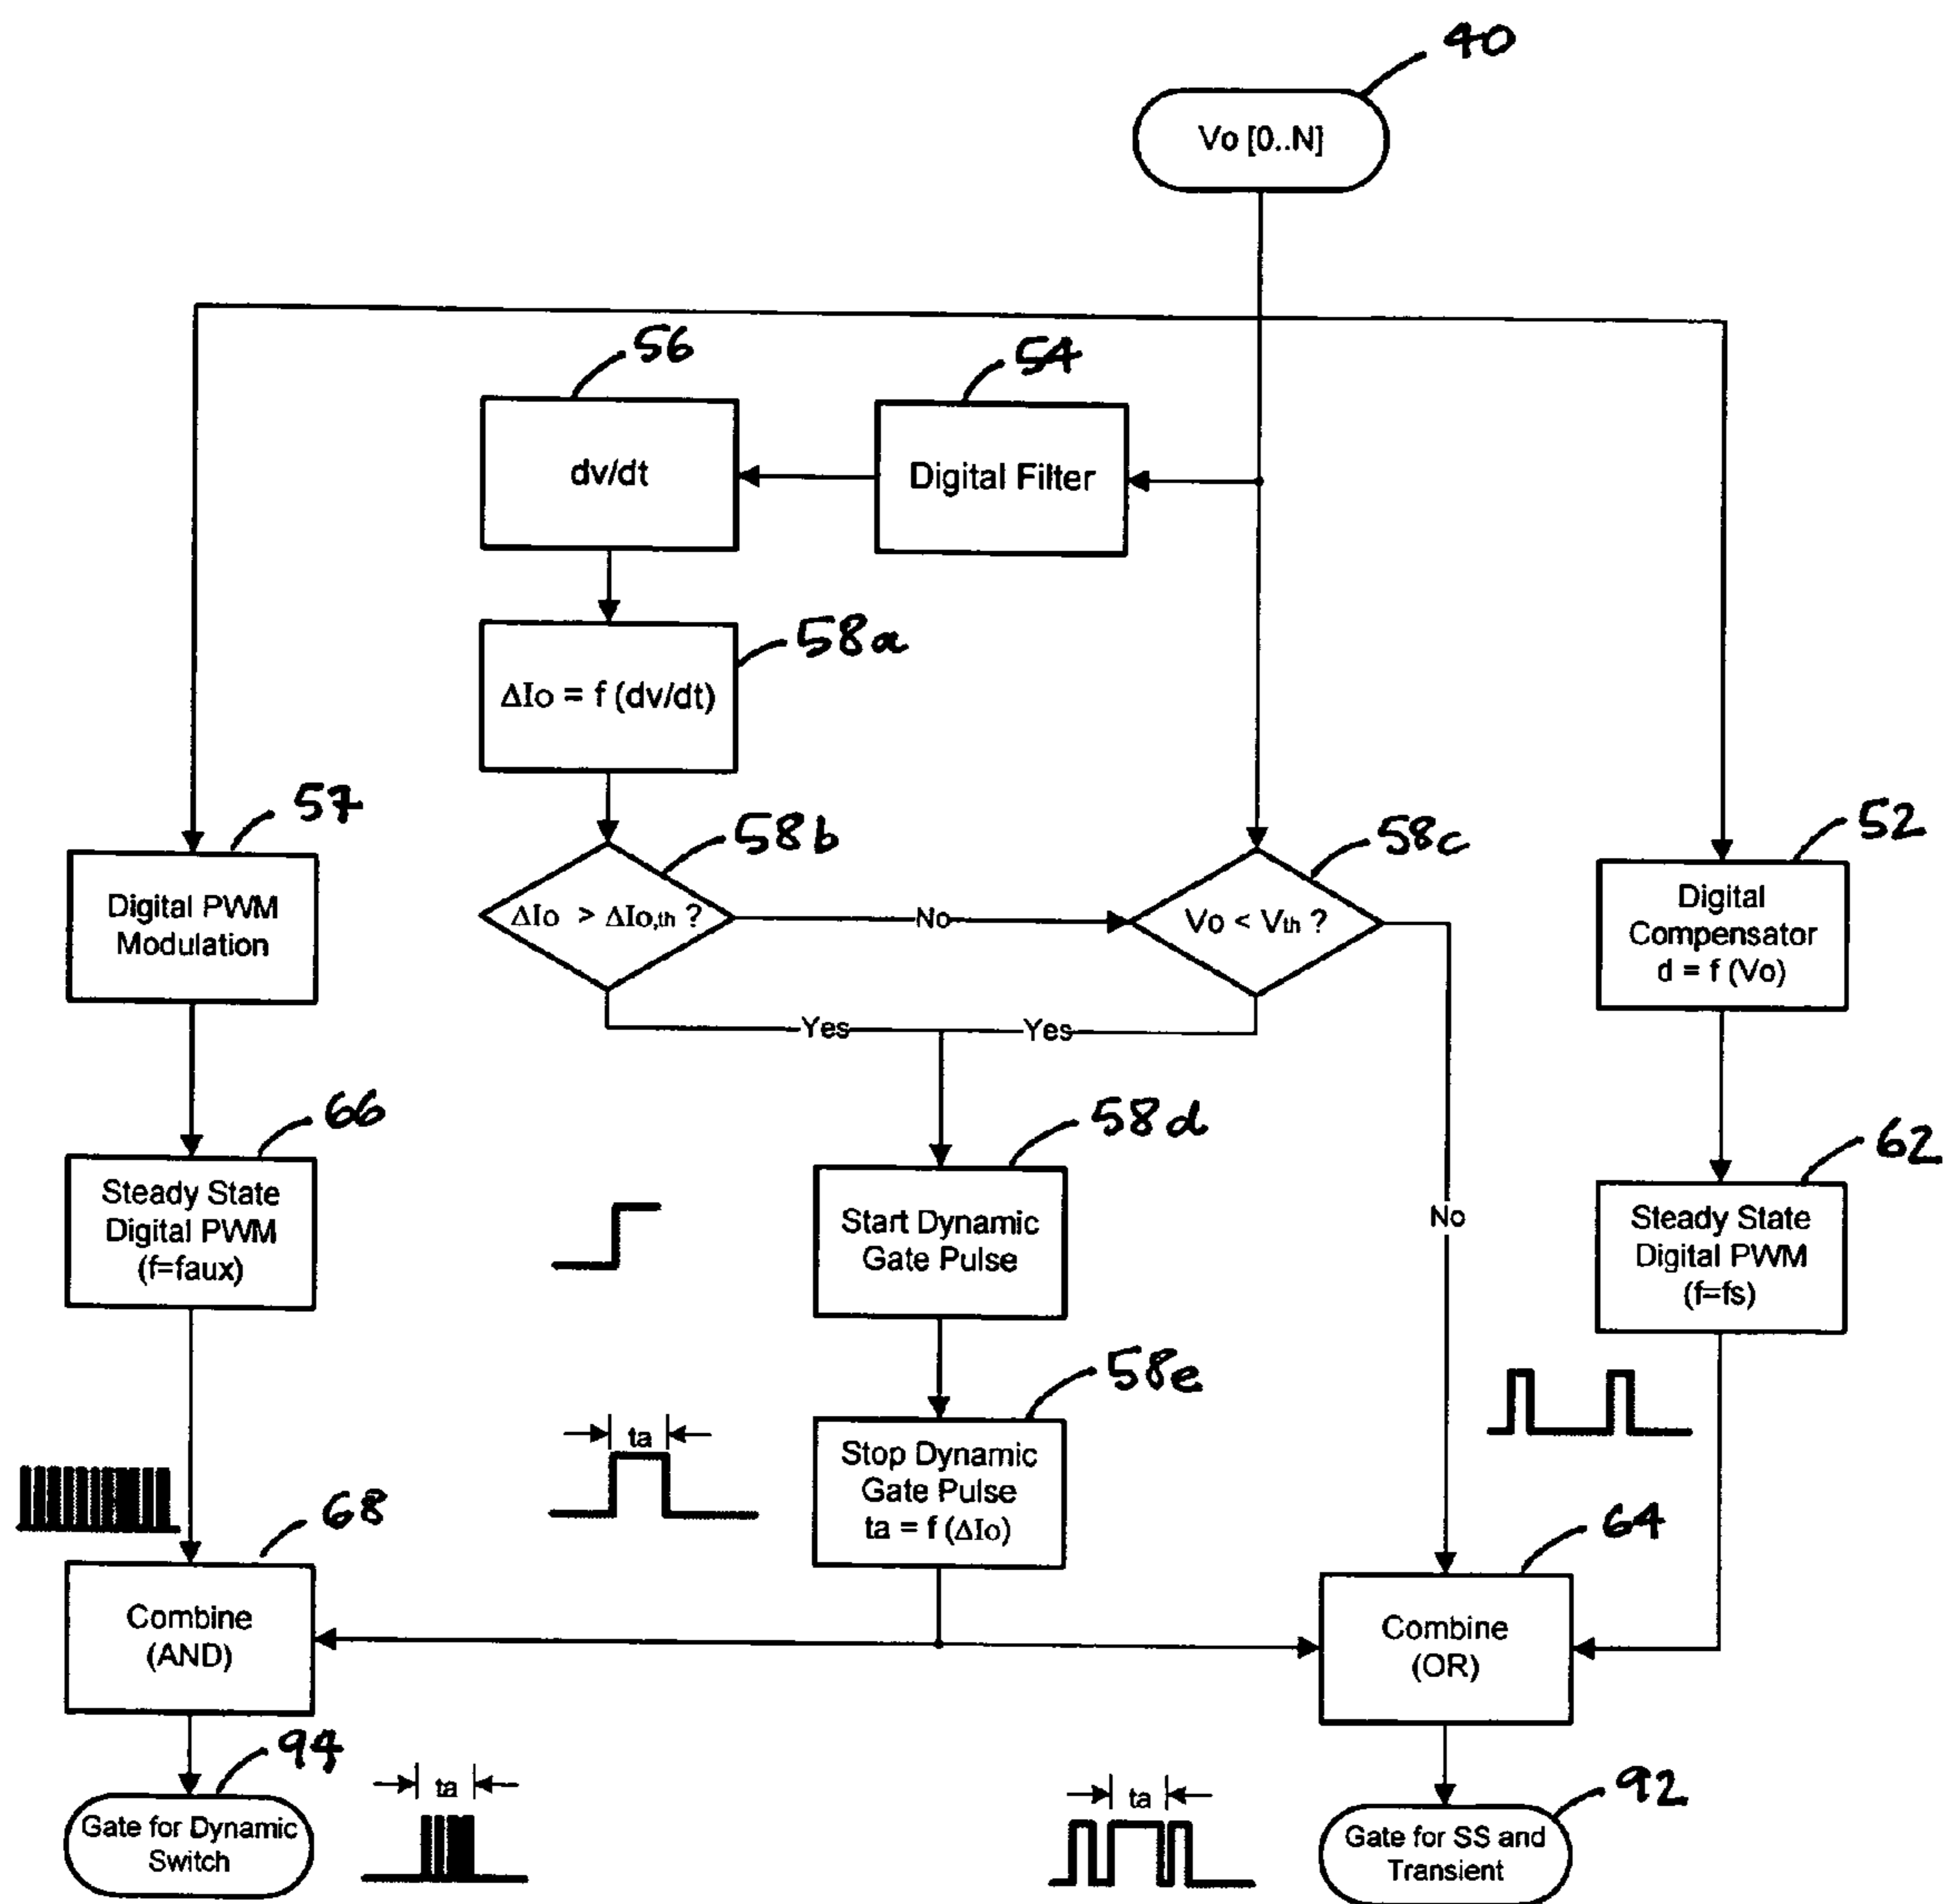 40
Vo [0..N]
56
54
dv/dt
Digital Filter
58a
ΔIo = f (dv/dt)
57
58b
58c
52
Digital PWM
Modulation
ΔIo > ΔIo,th ?
No
Vo < Vth ?
Digital
Compensator
d = f (Vo)
Yes
Yes
66
58d
62
Steady State
Digital PWM
(f=faux)
Start Dynamic
Gate Pulse
No
Steady State
Digital PWM
(f=fs)
58e
ta
Stop Dynamic
Gate Pulse
ta = f (ΔIo)
68
64
Combine
(AND)
Combine
(OR)
94
ta
ta
92
Gate for Dynamic
Switch
Gate for SS and
Transient